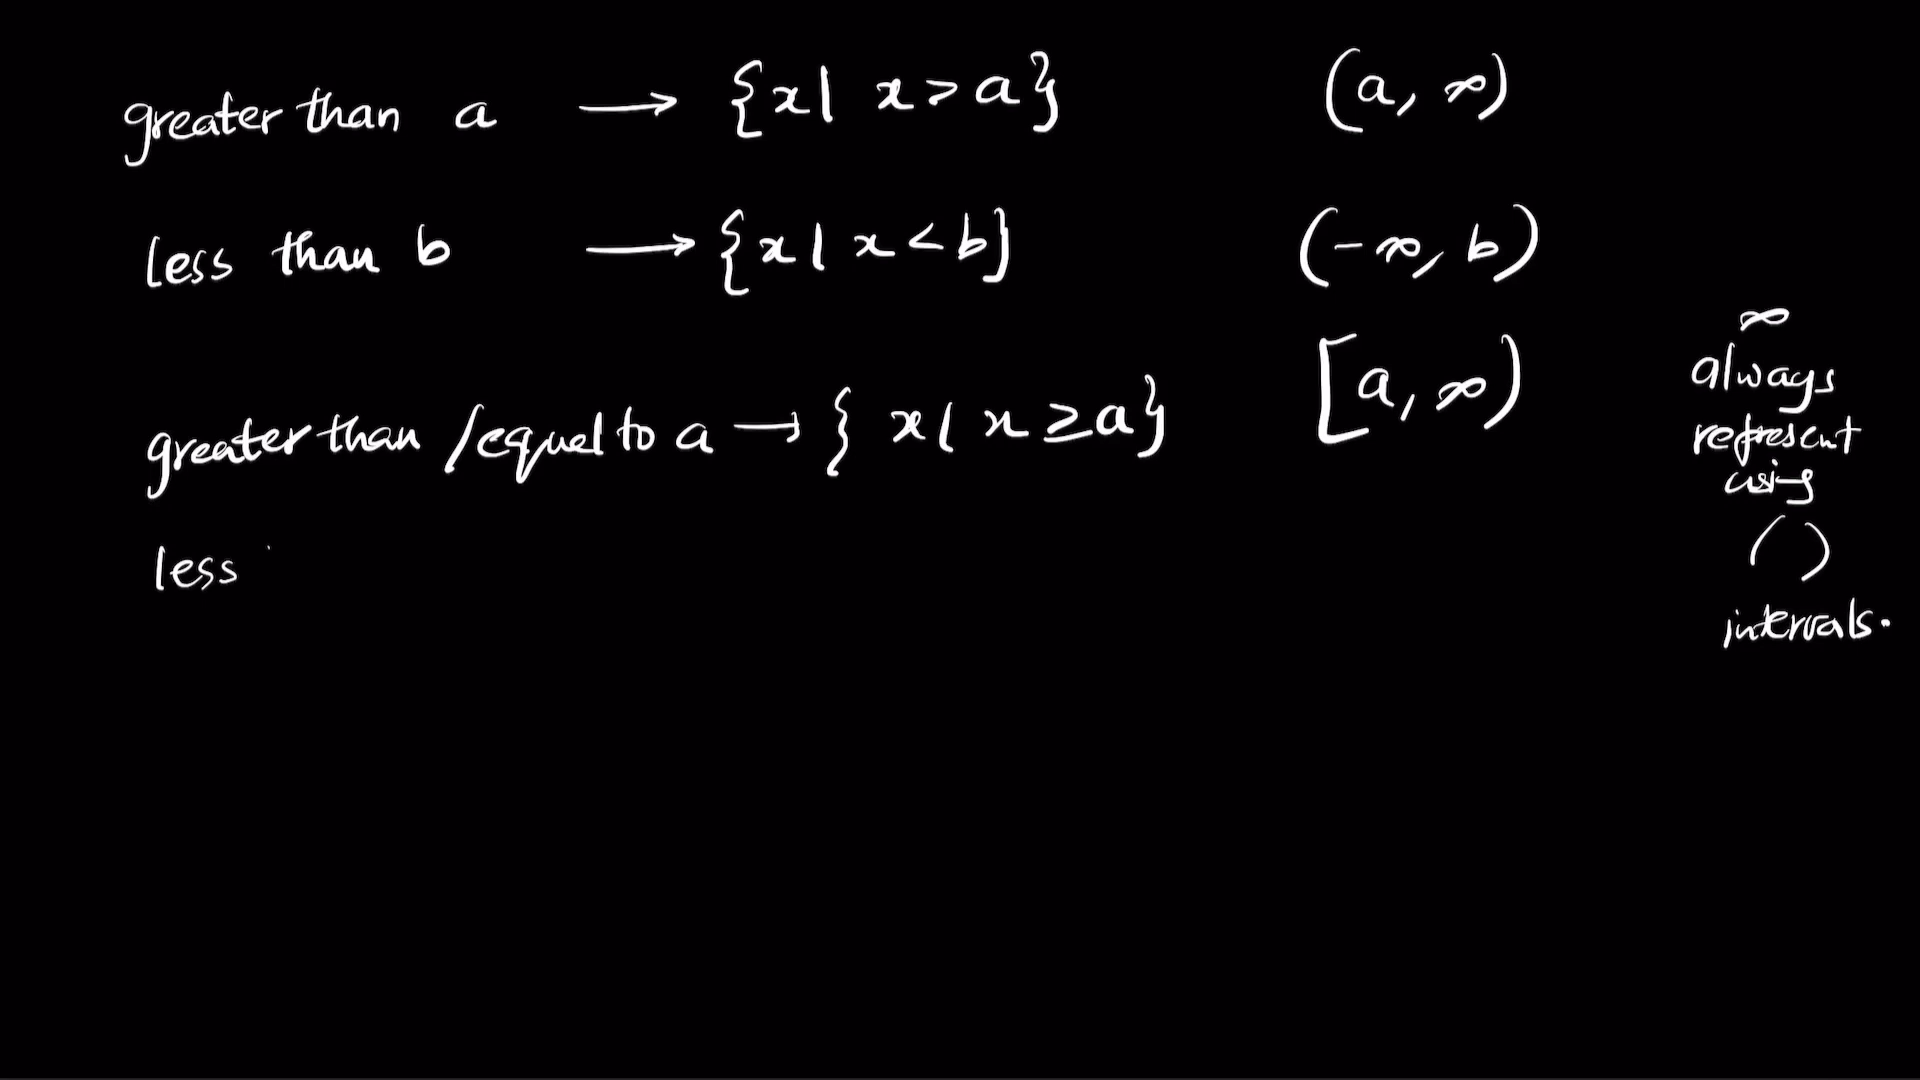 greater than a → {x| x>a} (a, ∞)
less than b → {x| x<b} (-∞, b)
greater than /equal to a → { x| x≥a} [a, ∞)
less
∞
always
represent
using
( )
intervals.